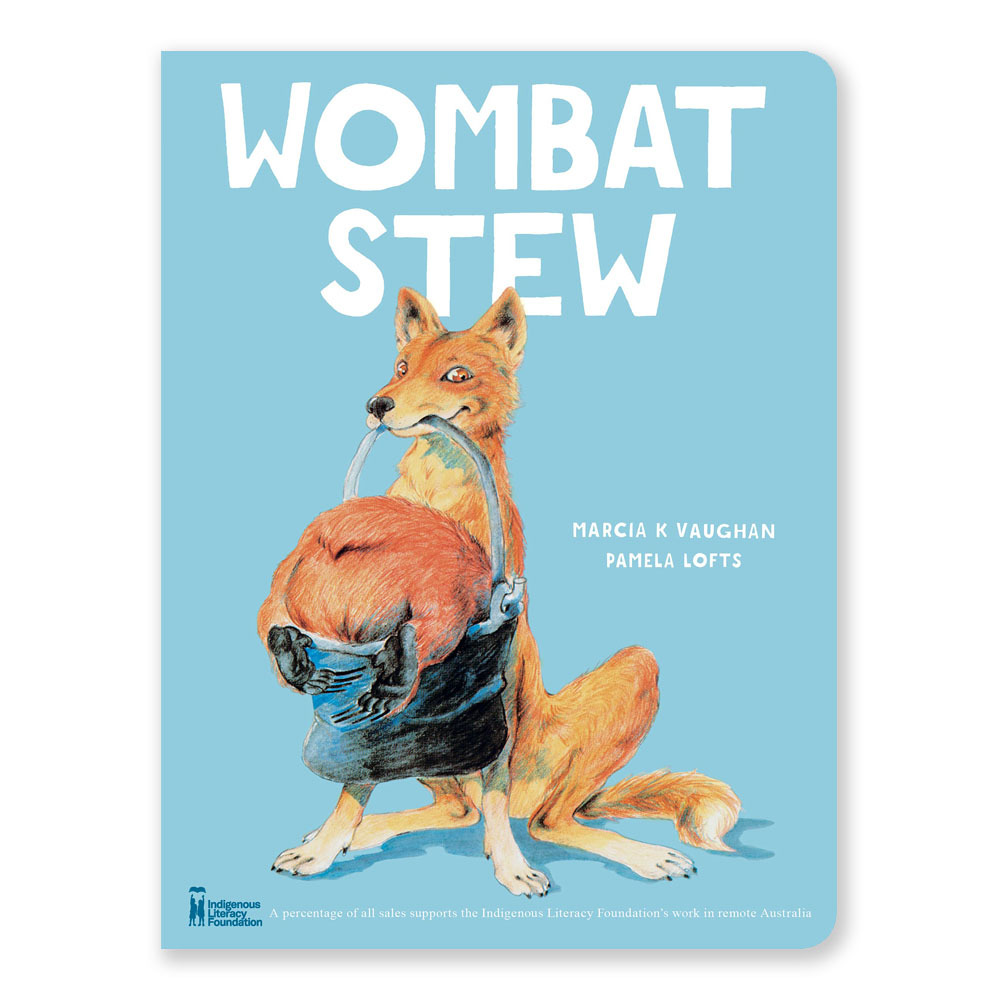 WOMBAT
STEW
MARCIA K VAUGHAN
PAMELA LOFTS
Indigenous
Literacy
Foundation
A percentage of all sales supports the Indigenous Literacy Foundation's work in remote Australia